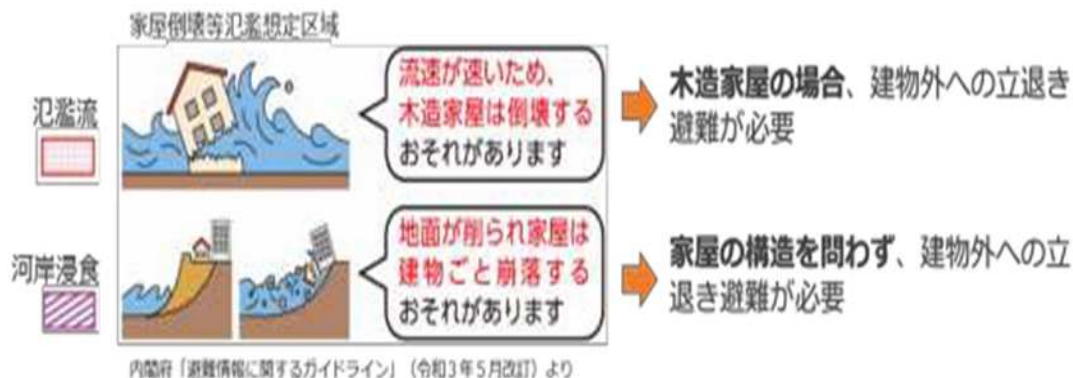 家屋倒壊等氾濫想定区域
氾濫流
流速が速いため、
木造家屋は倒壊する
おそれがあります
木造家屋の場合、建物外への立退き
避難が必要
河岸浸食
地面が削られ家屋は
建物ごと崩落する
おそれがあります
家屋の構造を問わず、建物外への立
退き避難が必要
内閣府「避難情報に関するガイドライン」（令和3年5月改訂）より